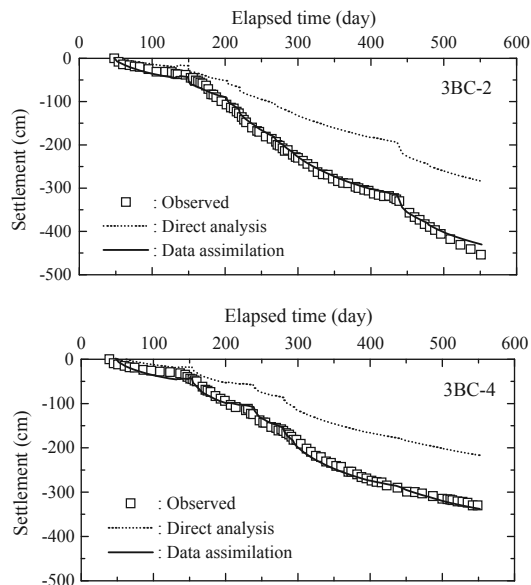 Elapsed time (day)
0 100 200 300 400 500 600
0
-100
-200
-300
-400
-500
Settlement (cm)
3BC-2
: Observed
: Direct analysis
: Data assimilation
Elapsed time (day)
0 100 200 300 400 500 600
0
-100
-200
-300
-400
-500
Settlement (cm)
3BC-4
: Observed
: Direct analysis
: Data assimilation